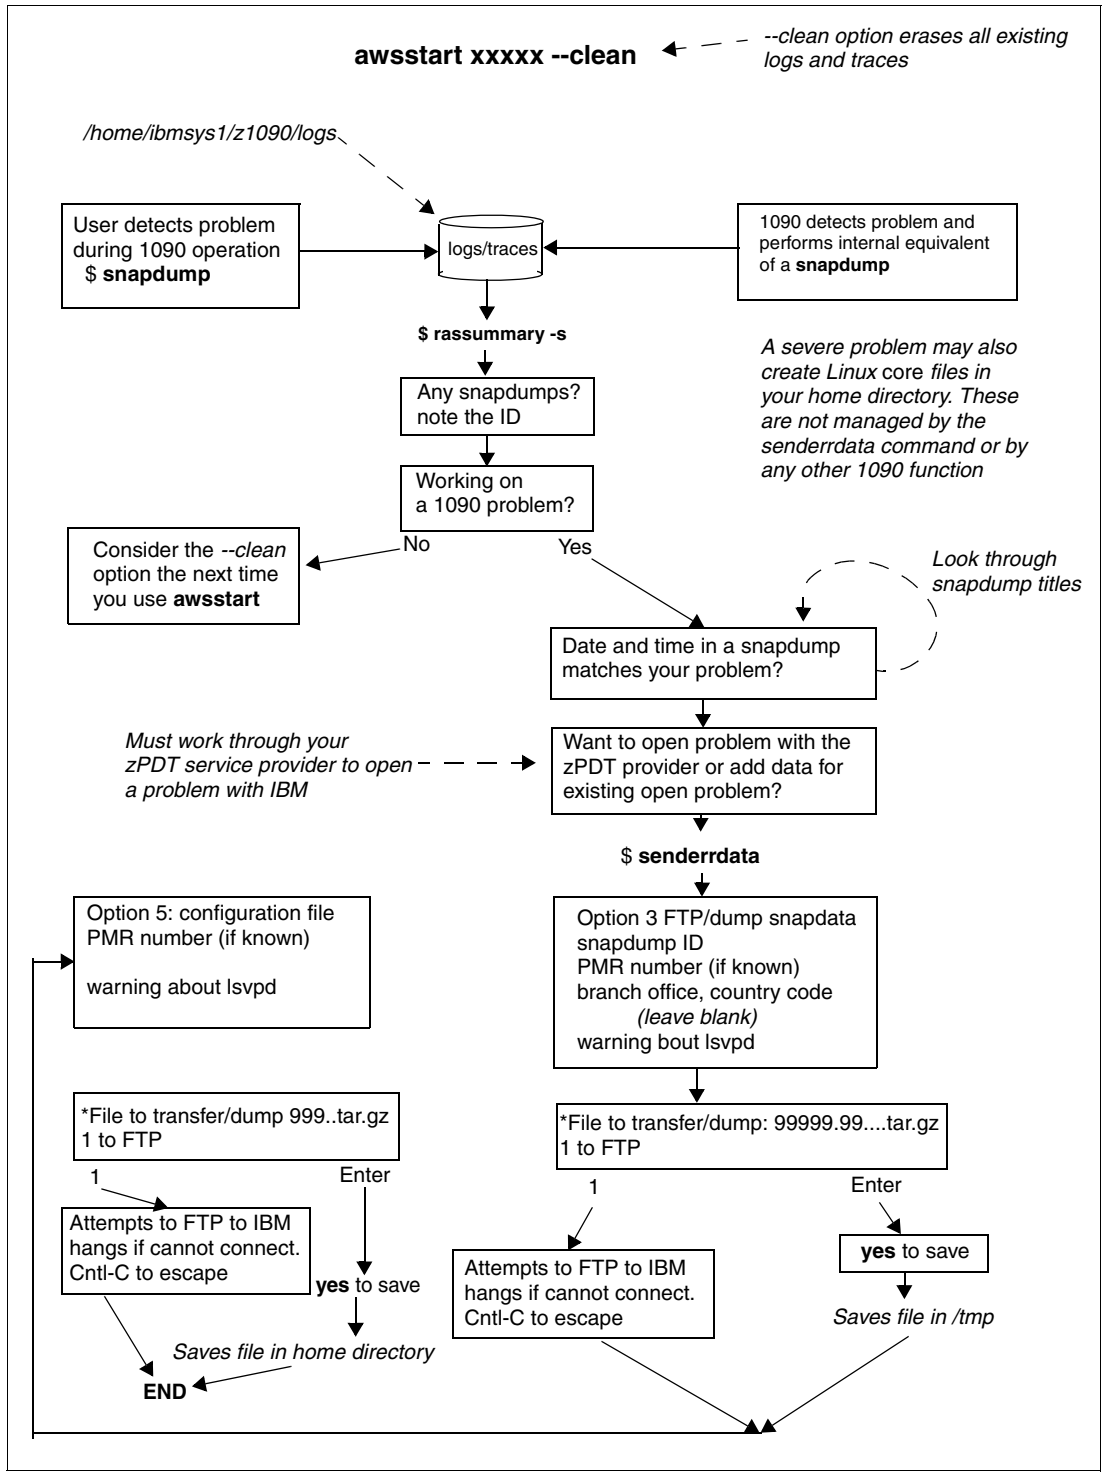 awsstart xxxxx --clean
--clean option erases all existing
logs and traces
/home/ibmsys1/z1090/logs
User detects problem
during 1090 operation
$ snapdump
logs/traces
1090 detects problem and
performs internal equivalent
of a snapdump
$ rassummary -s
A severe problem may also
create Linux core files in
your home directory. These
are not managed by the
senderrdata command or by
any other 1090 function
Any snapdumps?
note the ID
Working on
a 1090 problem?
No
Yes
Consider the --clean
option the next time
you use awsstart
Look through
snapdump titles
Date and time in a snapdump
matches your problem?
Must work through your
zPDT service provider to open
a problem with IBM
Want to open problem with the
zPDT provider or add data for
existing open problem?
$ senderrdata
Option 5: configuration file
PMR number (if known)
warning about lsvpd
Option 3 FTP/dump snapdata
snapdump ID
PMR number (if known)
branch office, country code
(leave blank)
warning bout lsvpd
*File to transfer/dump 999..tar.gz
1 to FTP
*File to transfer/dump: 99999.99....tar.gz
1 to FTP
1
Enter
1
Enter
Attempts to FTP to IBM
hangs if cannot connect.
Cntl-C to escape
yes to save
Attempts to FTP to IBM
hangs if cannot connect.
Cntl-C to escape
yes to save
Saves file in home directory
Saves file in /tmp
END